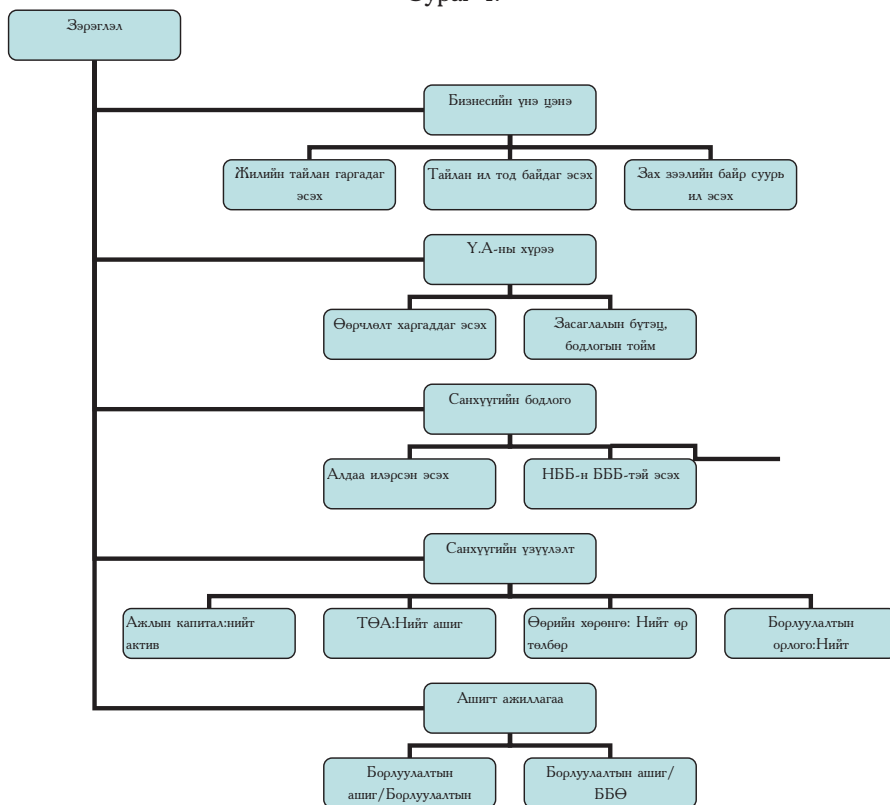 Зэрэглэл
Бизнесийн үнэ цэнэ
Жилийн тайлан гаргадаг
эсэх
Тайлан ил тод байдаг эсэх
Зах зээлийн байр суурь
ил эсэх
Ү.А-ны хүрээ
Өөрчлөлт харгаддаг эсэх
Засаглалын бүтэц,
бодлогын тойм
Санхүүгийн бодлого
Алдаа илэрсэн эсэх
НББ-н БББ-тэй эсэх
Санхүүгийн үзүүлэлт
Ажлын капитал:нийт
актив
ТӨА:Нийт ашиг
Өөрийн хөрөнгө: Нийт өр
төлбөр
Борлуулалтын
орлого:Нийт
Ашигт ажиллагаа
Борлуулалтын
ашиг/Борлуулалтын
Борлуулалтын ашиг/
ББӨ